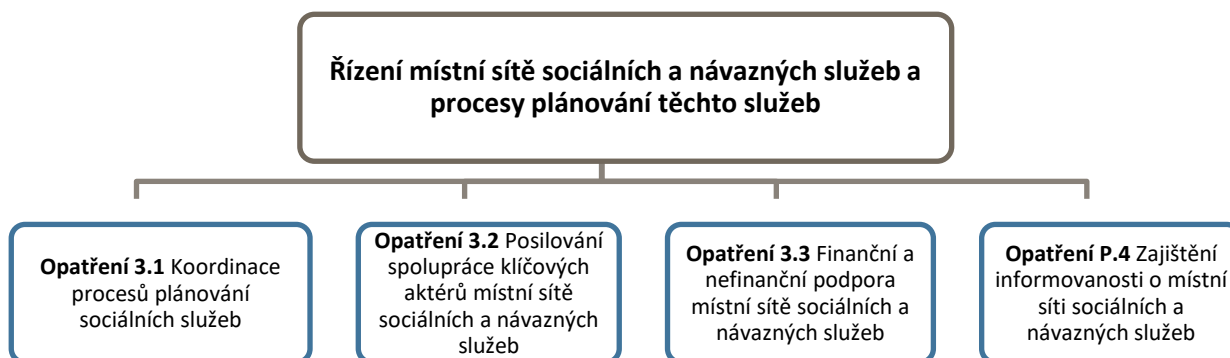 Řízení místní sítě sociálních a návazných služeb a
procesy plánování těchto služeb
Opatření 3.1 Koordinace
procesů plánování
sociálních služeb
Opatření 3.2 Posilování
spolupráce klíčových
aktérů místní sítě
sociálních a návazných
služeb
Opatření 3.3 Finanční a
nefinanční podpora
místní sítě sociálních a
návazných služeb
Opatření P.4 Zajištění
informovanosti o místní
síti sociálních a
návazných služeb